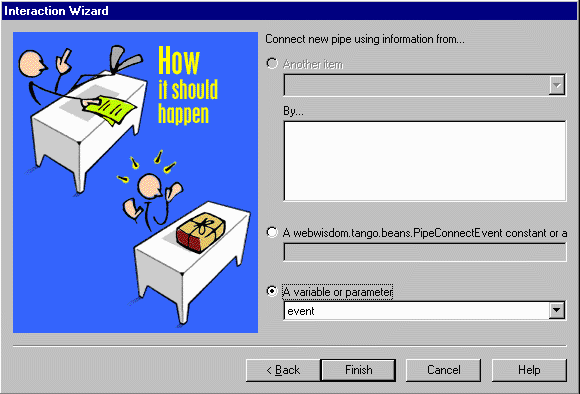 Interaction Wizard
How
it should
happen
Connect new pipe using information from...
Another item
By...
A webwisdom.tango.beans.PipeConnectEvent constant or a
A variable or parameter
event
< Back
Finish
Cancel
Help